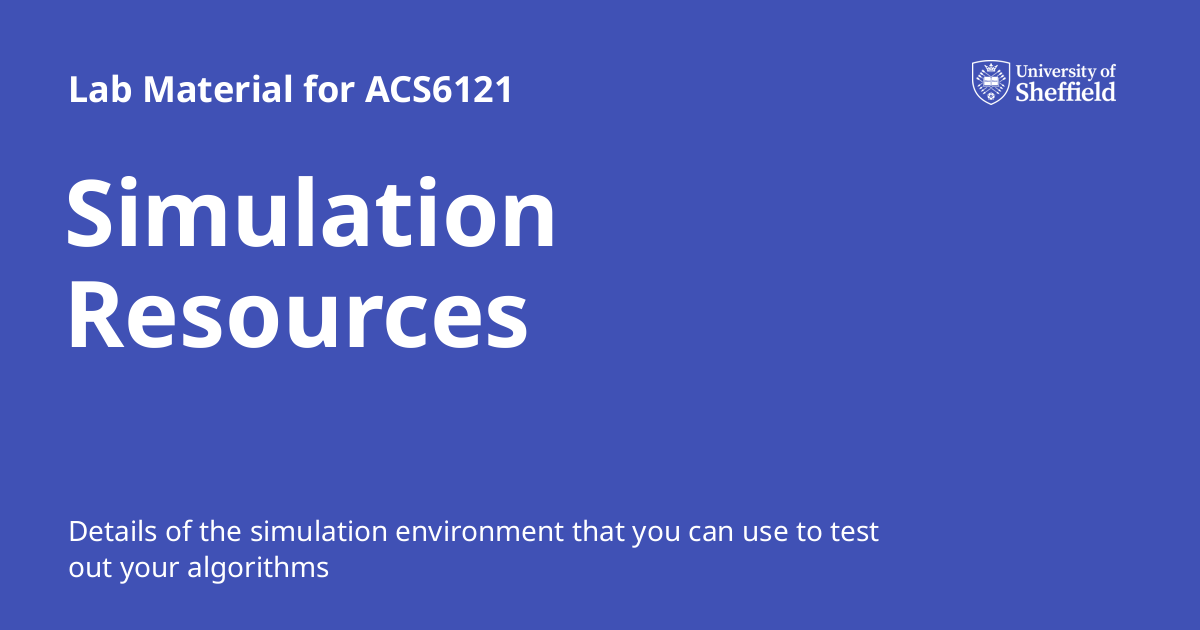 Lab Material for ACS6121
University of
Sheffield
Simulation
Resources
Details of the simulation environment that you can use to test
out your algorithms